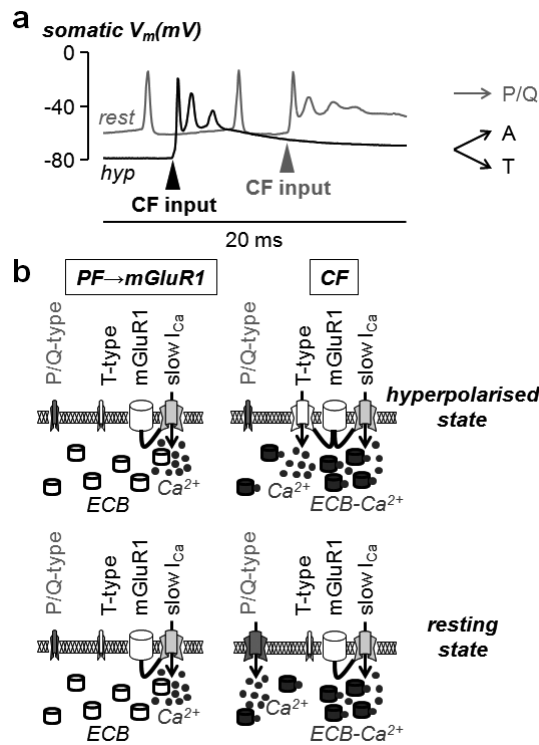 a
somatic Vm(mV)
0
-40
-80
rest
hyp
CF input
CF input
20 ms
P/Q
A
T
b
PF→mGluR1
CF
P/Q-type
T-type
mGluR1
slow ICa
P/Q-type
T-type
mGluR1
slow ICa
hyperpolarised
state
ECB
Ca2+
Ca2+
ECB-Ca2+
P/Q-type
T-type
mGluR1
slow ICa
P/Q-type
T-type
mGluR1
slow ICa
resting
state
ECB
Ca2+
Ca2+
ECB-Ca2+